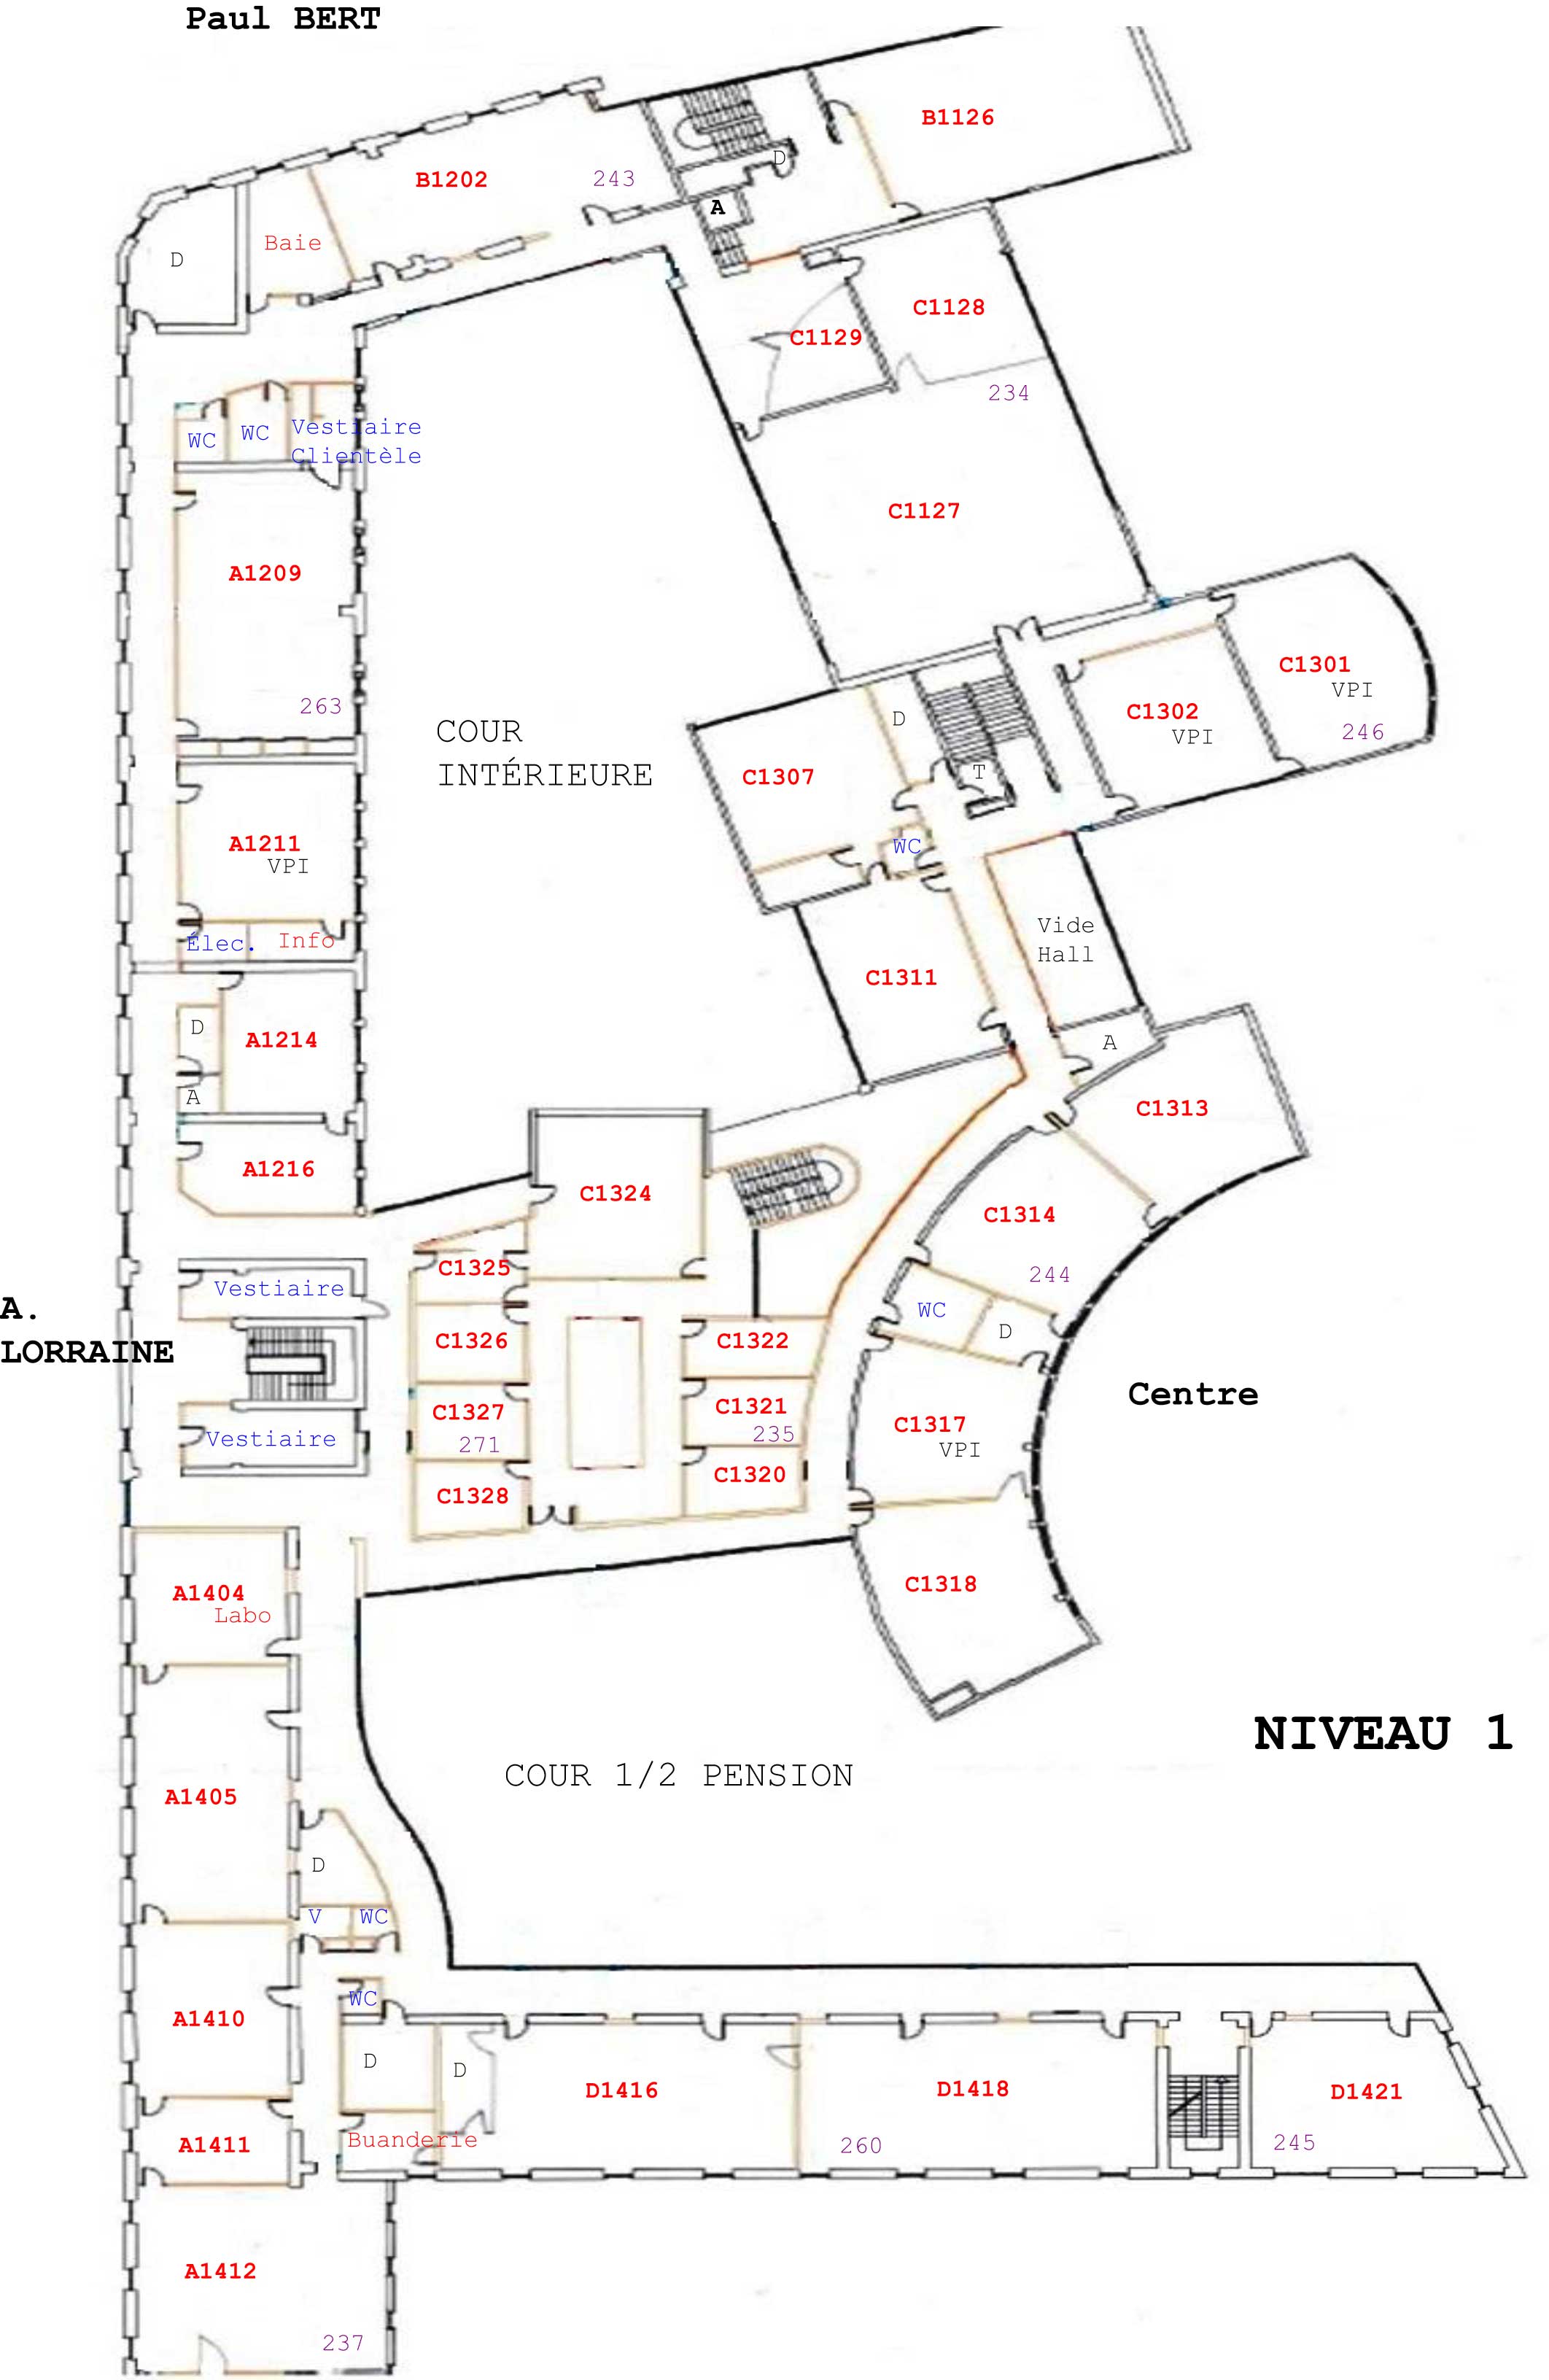 Paul BERT
B1126
D
B1202
243
A
Baie
D
C1128
C1129
234
WC
WC
Vestiaire
Clientèle
C1127
A1209
C1301
VPI
263
C1302
VPI
246
D
COUR
INTÉRIEURE
C1307
T
A1211
VPI
WC
Vide
Hall
Élec.
Info
C1311
D
A1214
A
A
C1313
A1216
C1324
C1314
C1325
244
Vestiaire
A.
LORRAINE
WC
D
C1326
C1322
Centre
C1327
271
C1321
235
C1317
VPI
Vestiaire
C1328
C1320
A1404
Labo
C1318
NIVEAU 1
COUR 1/2 PENSION
A1405
D
V
WC
WC
A1410
D
D
D1416
D1418
D1421
A1411
Buanderie
260
245
A1412
237